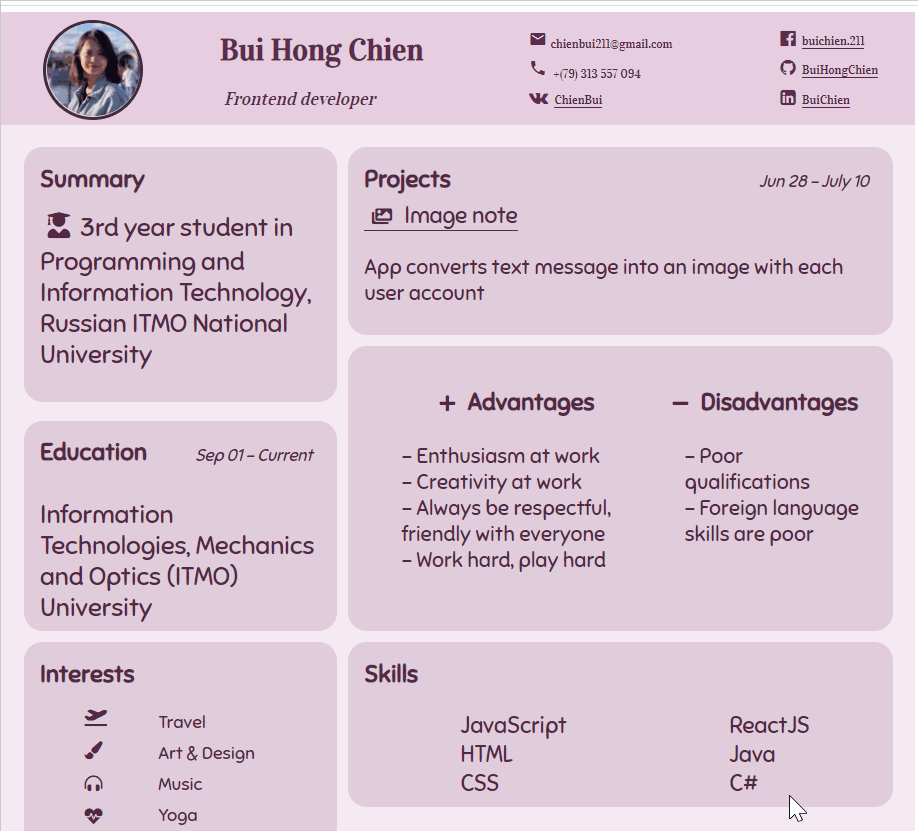 Bui Hong Chien
Frontend developer
chienbui211@gmail.com
+(79) 313 557 094
ChienBui
buichien.211
BuiHongChien
BuiChien
Summary
3rd year student in
Programming and
Information Technology,
Russian ITMO National
University
Education
Sep 01 – Current
Information
Technologies, Mechanics
and Optics (ITMO)
University
Interests
Travel
Art & Design
Music
Yoga
Projects
Jun 28 – July 10
Image note
App converts text message into an image with each
user account
+ Advantages
– Enthusiasm at work
– Creativity at work
– Always be respectful,
friendly with everyone
– Work hard, play hard
– Disadvantages
– Poor
qualifications
– Foreign language
skills are poor
Skills
JavaScript
HTML
CSS
ReactJS
Java
C#